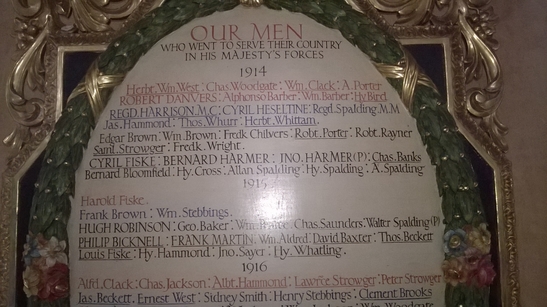 OUR MEN
WHO WENT TO SERVE THEIR COUNTRY
IN HIS MAJESTY'S FORCES
1914
Herbt. Wm. West : Chas. Woodgate : Wm. Clack : A. Porter
ROBERT DANVERS : Alphonso Barber : Wm. Barber : Hy Bird
REGD. HARRISON. M.C : CYRIL HESELTINE : Regd. Spalding. M.M
Jas. Hammond : Thos. Whurr : Herbt. Whittam.
Edgar Brown : Wm. Brown : Fredk Chilvers : Robt. Porter : Robt. Rayner
Saml. Strowger : Fredk. Wright.
CYRIL FISKE : BERNARD HARMER : JNO. HARMER (P) : Chas. Banks
Bernard Bloomfield : Hy. Cross : Allan Spalding : Hy. Spalding : A. Spalding
1915
Harold Fiske.
Frank Brown : Wm. Stebbings.
HUGH ROBINSON : Geo. Baker : Wm. : Chas. Saunders : Walter Spalding (P)
PHILIP BICKNELL : FRANK MARTIN : Wm. Aldred : David Baxter : Thos. Beckett
Louis Fiske : Hy. Hammond : Jno. Sayer : Hy. Whatling.
1916
Alfd. Clack : Chas. Jackson : Albt. Hammond : Lawrce Strowger : Peter Strowger
Jas. Beckett. Ernest West : Sidney Smith : Henry Stebbings : Clement Brooks